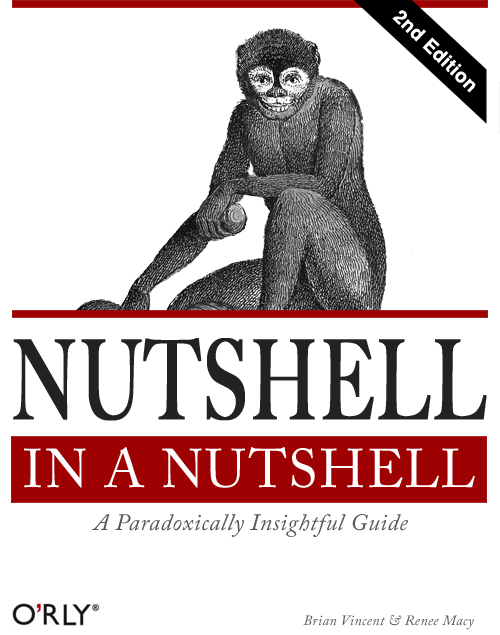 2nd Edition
NUTSHELL
IN A NUTSHELL
A Paradoxically Insightful Guide
O'RLY®
Brian Vincent & Renee Macy